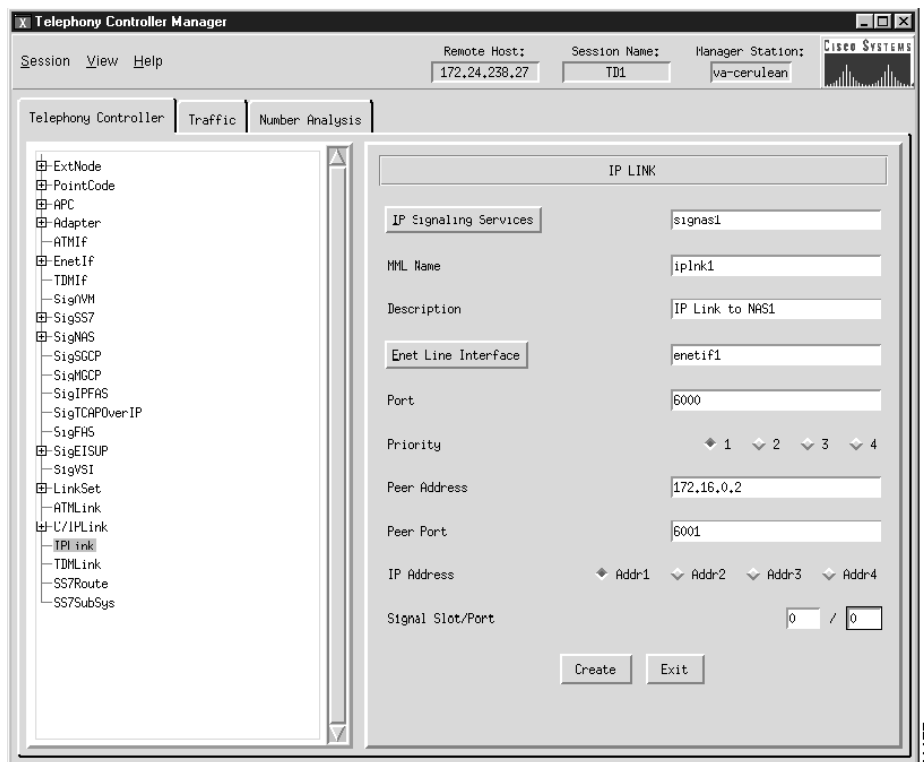 X Telephony Controller Manager
Session View Help
Remote Host: Session Name: Manager Station:
172.24.238.27 TD1 va-cerulean
CISCO SYSTEMS
Telephony Controller Traffic Number Analysis
ExtNode
PointCode
APC
Adapter
ATMIf
EnetIf
TDMIf
SigAVM
SigSS7
SigNAS
SigSGCP
SigMGCP
SigIPFAS
SigTCAPOverIP
SigFAS
SigEISUP
SigVSI
LinkSet
ATMLink
C7IPLink
IPLink
TDMLink
SS7Route
SS7SubSys
IP LINK
IP Signaling Services signas1
MML Name iplnk1
Description IP Link to NAS1
Enet Line Interface enetif1
Port 6000
Priority 1 2 3 4
Peer Address 172.16.0.2
Peer Port 6001
IP Address Addr1 Addr2 Addr3 Addr4
Signal Slot/Port 0 / 0
Create Exit